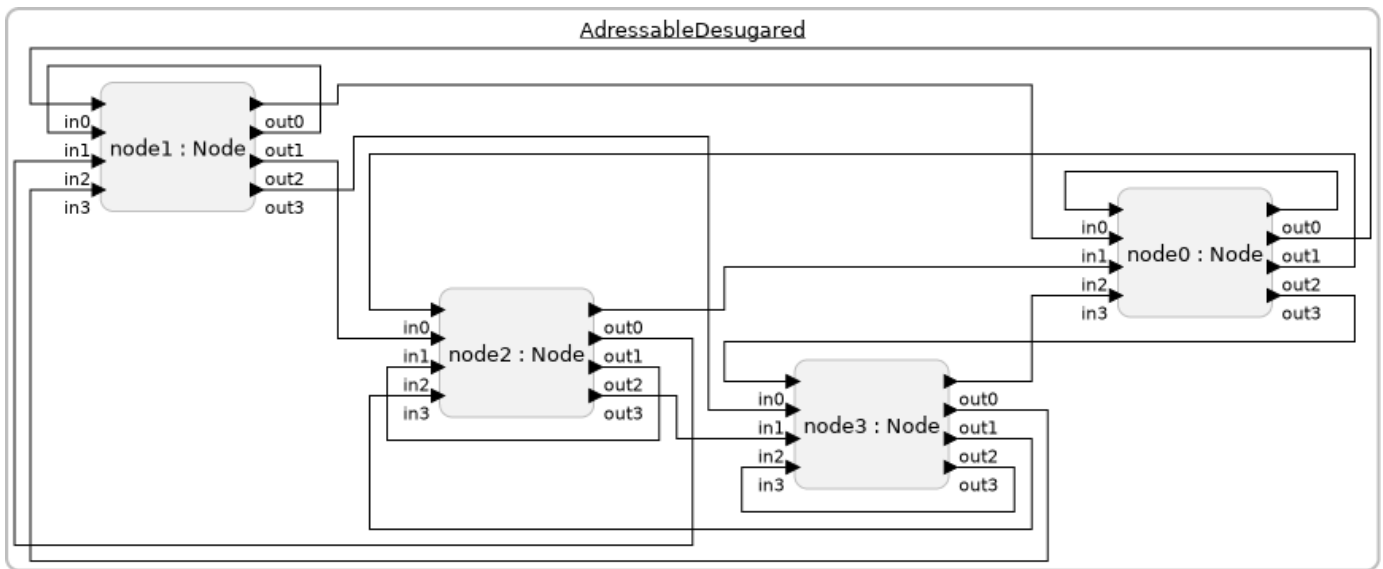 AdressableDesugared
in0
in1
in2
in3
node1 : Node
out0
out1
out2
out3
in0
in1
in2
in3
node0 : Node
out0
out1
out2
out3
in0
in1
in2
in3
node2 : Node
out0
out1
out2
out3
in0
in1
in2
in3
node3 : Node
out0
out1
out2
out3